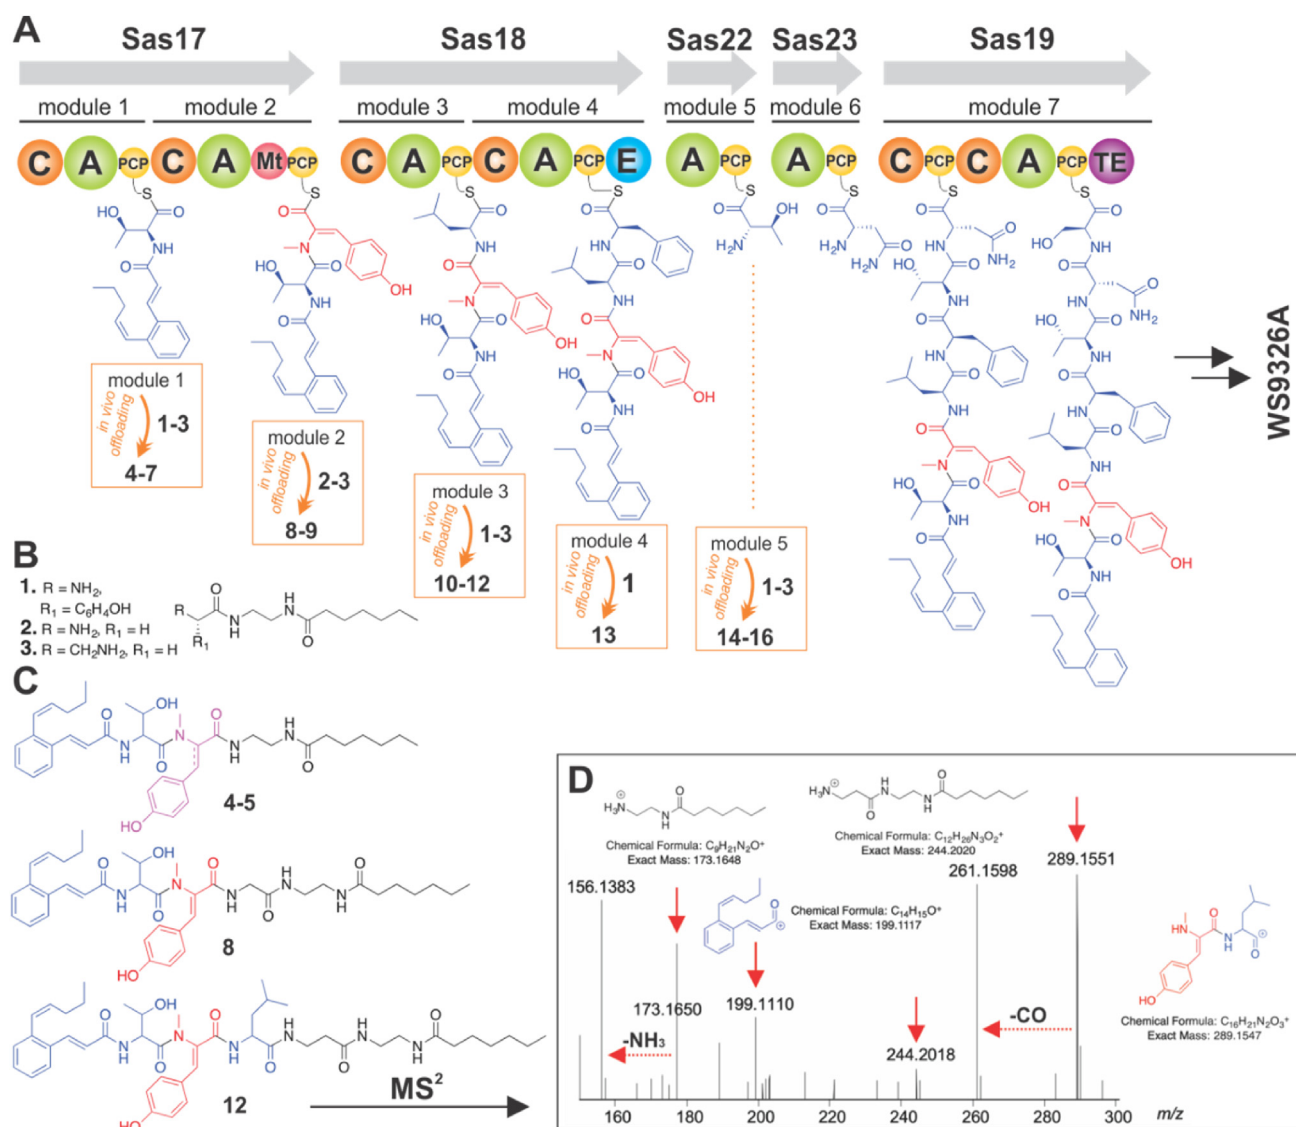 A
Sas17
Sas18
Sas22
Sas23
Sas19
module 1
module 2
module 3
module 4
module 5
module 6
module 7
C A PCP C A Mt PCP
C A PCP C A PCP E
A PCP
A PCP
C PCP C A PCP TE
WS9326A
module 1
in vivo
offloading
1-3
4-7
module 2
in vivo
offloading
2-3
8-9
module 3
in vivo
offloading
1-3
10-12
module 4
in vivo
offloading
1
13
module 5
in vivo
offloading
1-3
14-16
B
1. R = NH₂,
R₁ = C₆H₄OH
2. R = NH₂, R₁ = H
3. R = CH₂NH₂, R₁ = H
C
4-5
8
12
MS²
D
Chemical Formula: C₉H₂₁N₂O⁺
Exact Mass: 173.1648
Chemical Formula: C₁₂H₂₆N₃O₂⁺
Exact Mass: 244.2020
Chemical Formula: C₁₄H₁₅O⁺
Exact Mass: 199.1117
Chemical Formula: C₁₆H₂₁N₂O₃⁺
Exact Mass: 289.1547
156.1383
173.1650
199.1110
244.2018
261.1598
289.1551
-NH₃
-CO
160 180 200 220 240 260 280 300 m/z